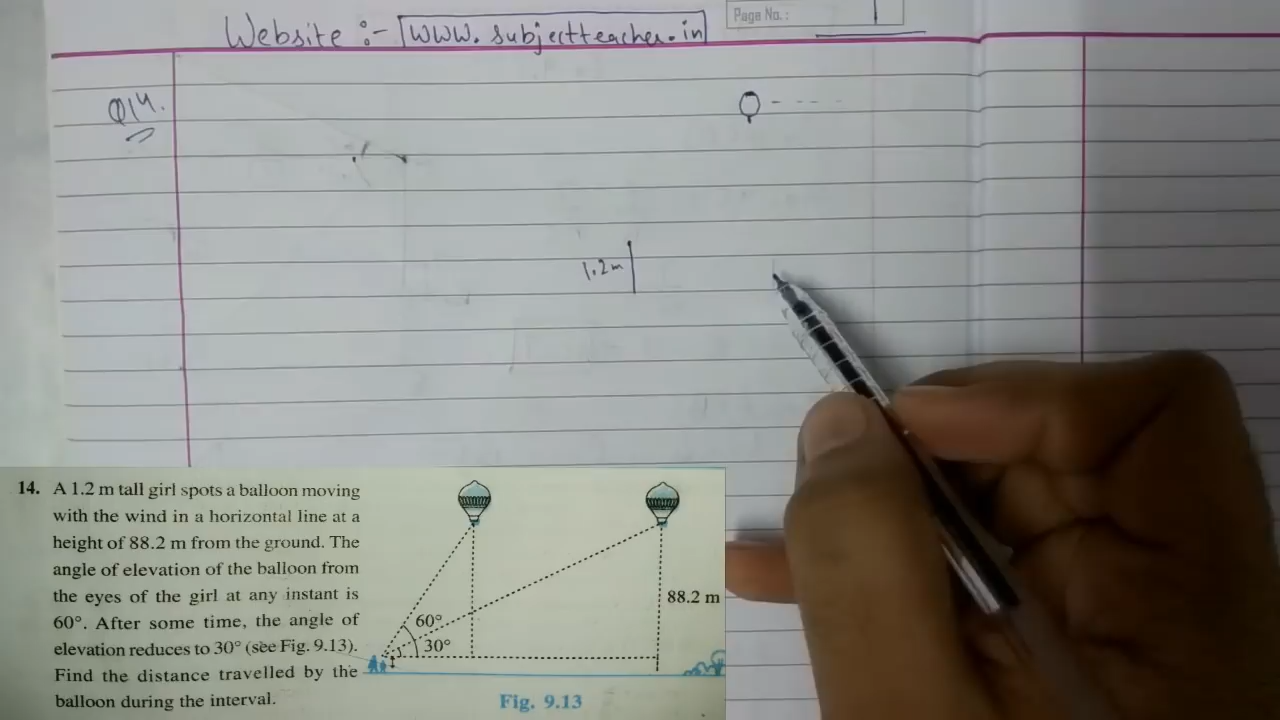 Website :- www.subjectteacher.in
Page No.:
Q14.
1.2m
14. A 1.2 m tall girl spots a balloon moving
with the wind in a horizontal line at a
height of 88.2 m from the ground. The
angle of elevation of the balloon from
the eyes of the girl at any instant is
60°. After some time, the angle of
elevation reduces to 30° (see Fig. 9.13).
Find the distance travelled by the
balloon during the interval.
60°
30°
88.2 m
Fig. 9.13